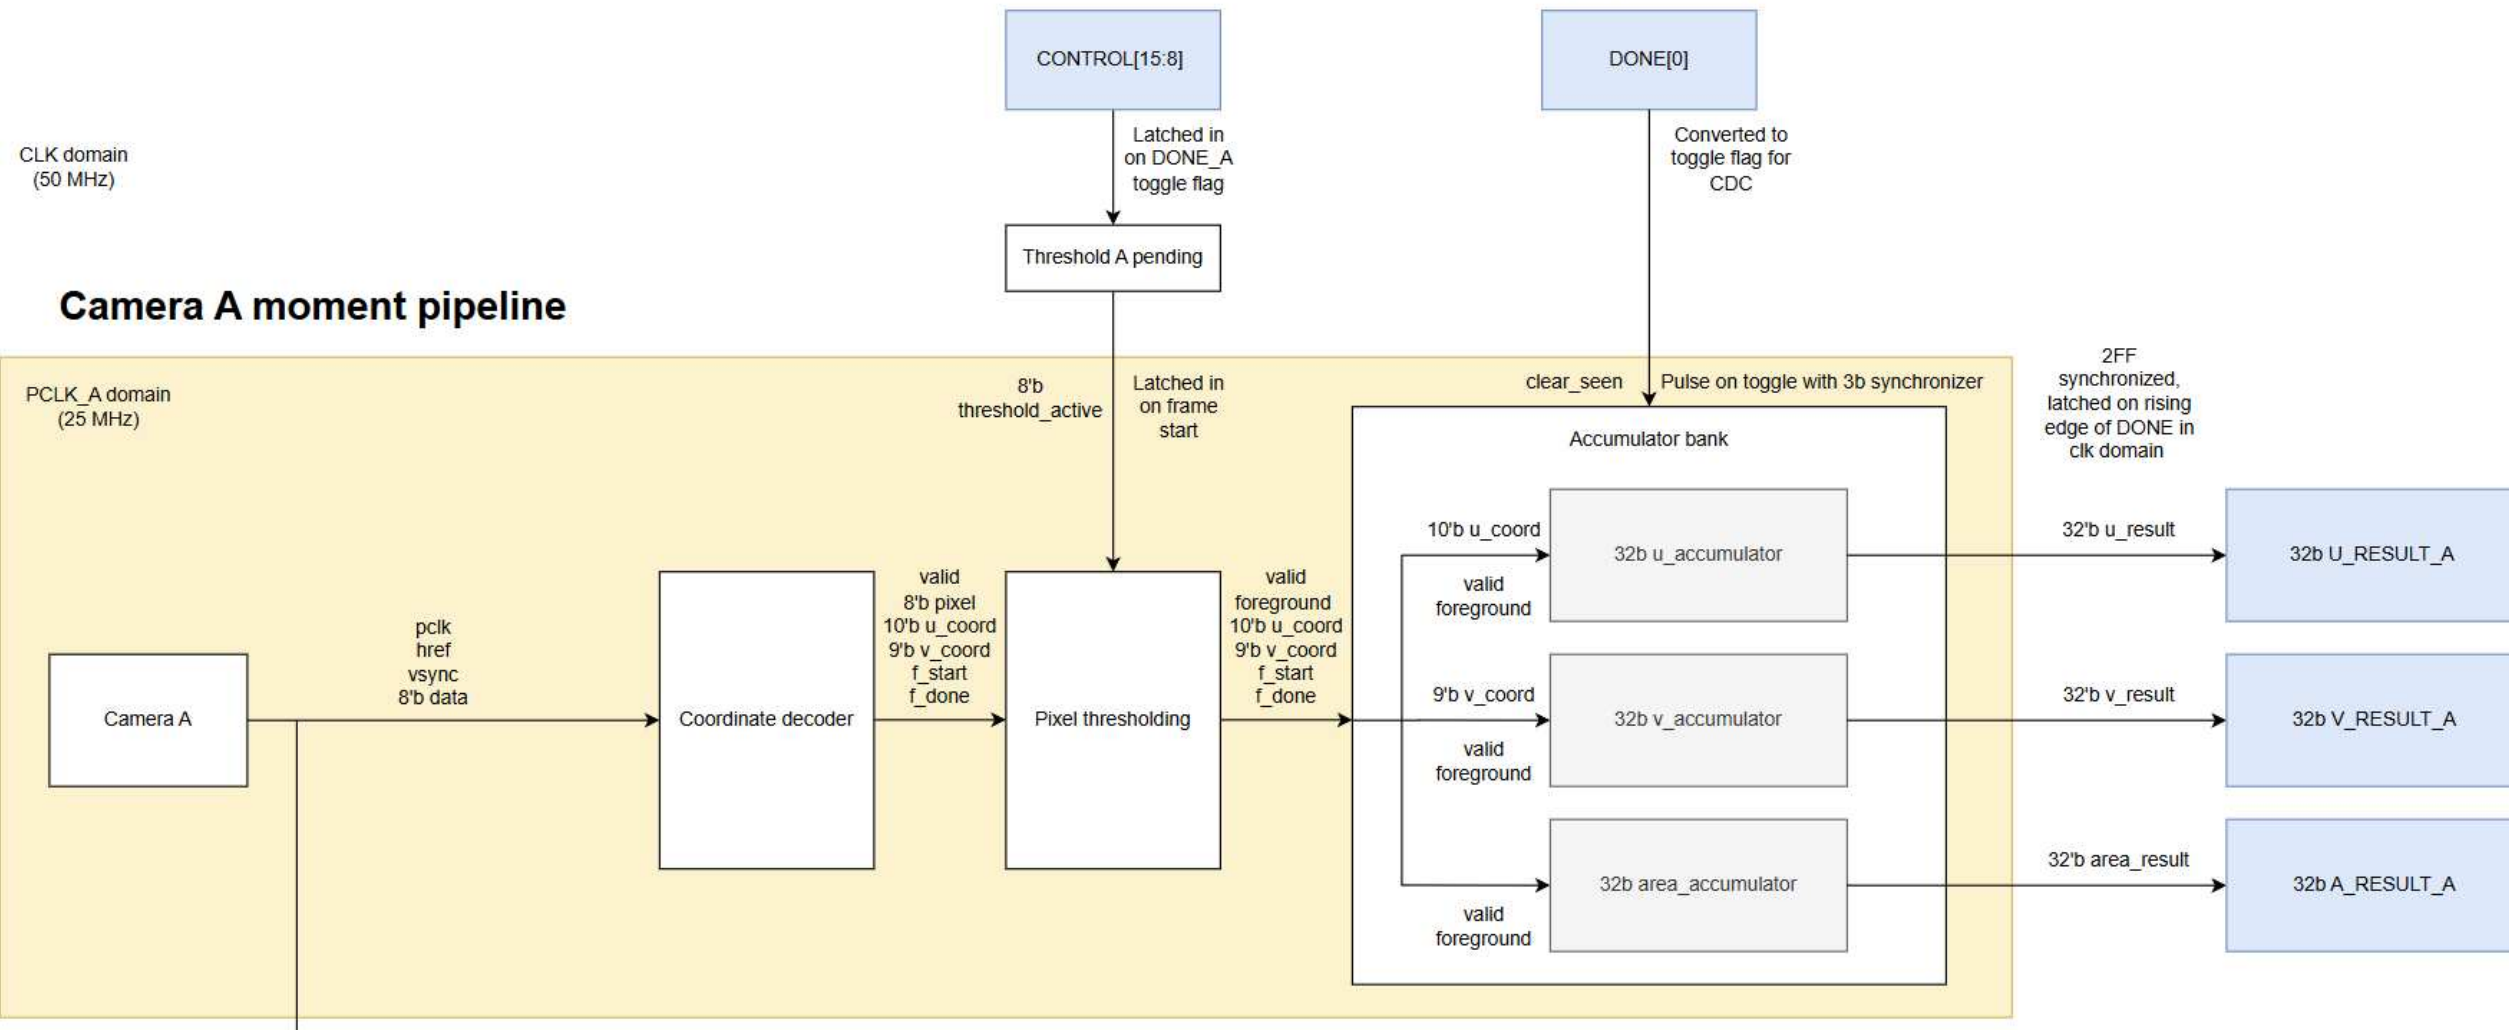 CONTROL[15:8]
DONE[0]
CLK domain
(50 MHz)
Latched in
on DONE_A
toggle flag
Converted to
toggle flag for
CDC
Threshold A pending
Camera A moment pipeline
PCLK_A domain
(25 MHz)
8'b
threshold_active
Latched in
on frame
start
clear_seen
Pulse on toggle with 3b synchronizer
2FF
synchronized,
latched on rising
edge of DONE in
clk domain
Accumulator bank
Camera A
pclk
href
vsync
8'b data
Coordinate decoder
valid
8'b pixel
10'b u_coord
9'b v_coord
f_start
f_done
Pixel thresholding
valid
foreground
10'b u_coord
9'b v_coord
f_start
f_done
10'b u_coord
valid
foreground
32b u_accumulator
32'b u_result
32b U_RESULT_A
9'b v_coord
valid
foreground
32b v_accumulator
32'b v_result
32b V_RESULT_A
valid
foreground
32b area_accumulator
32'b area_result
32b A_RESULT_A